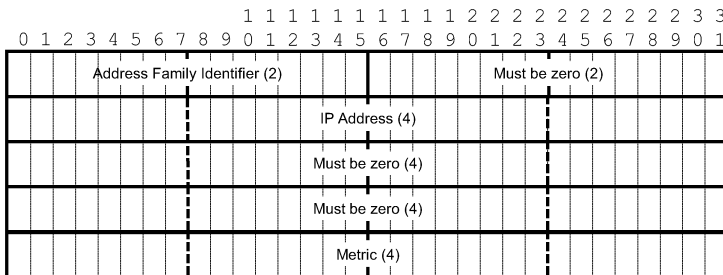 1 1 1 1 1 1 1 1 1 1 2 2 2 2 2 2 2 2 2 2 3 3
0 1 2 3 4 5 6 7 8 9 0 1 2 3 4 5 6 7 8 9 0 1 2 3 4 5 6 7 8 9 0 1
Address Family Identifier (2) Must be zero (2)
IP Address (4)
Must be zero (4)
Must be zero (4)
Metric (4)